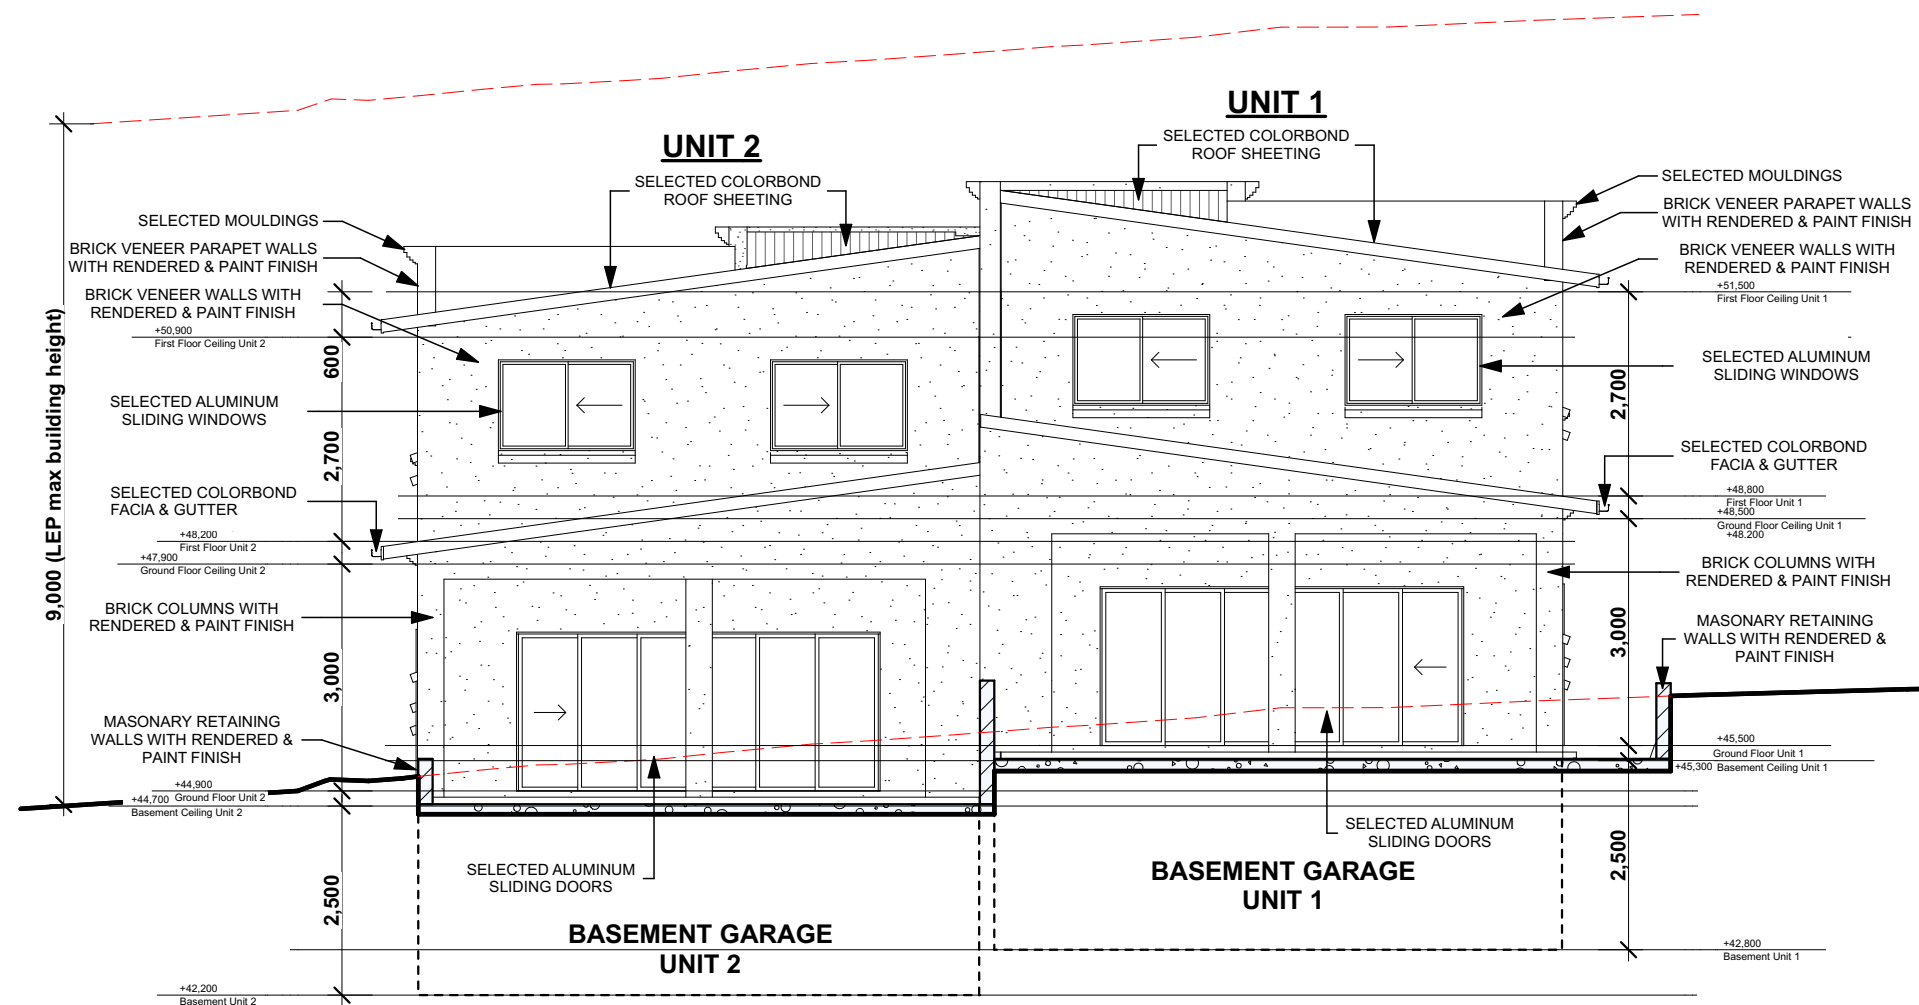 UNIT 1
SELECTED COLORBOND
ROOF SHEETING
UNIT 2
SELECTED COLORBOND
ROOF SHEETING
SELECTED MOULDINGS
BRICK VENEER PARAPET WALLS
WITH RENDERED & PAINT FINISH
BRICK VENEER WALLS WITH
RENDERED & PAINT FINISH
+50,900
First Floor Ceiling Unit 2
600
9,000 (LEP max building height)
SELECTED ALUMINUM
SLIDING WINDOWS
2,700
SELECTED COLORBOND
FACIA & GUTTER
+48,200
First Floor Unit 2
+47,900
Ground Floor Ceiling Unit 2
BRICK COLUMNS WITH
RENDERED & PAINT FINISH
3,000
MASONARY RETAINING
WALLS WITH RENDERED &
PAINT FINISH
+44,900
Ground Floor Unit 2
+44,700
Basement Ceiling Unit 2
2,500
+42,200
Basement Unit 2
SELECTED ALUMINUM
SLIDING DOORS
BASEMENT GARAGE
UNIT 2
SELECTED MOULDINGS
BRICK VENEER PARAPET WALLS
WITH RENDERED & PAINT FINISH
BRICK VENEER WALLS WITH
RENDERED & PAINT FINISH
+51,500
First Floor Ceiling Unit 1
SELECTED ALUMINUM
SLIDING WINDOWS
2,700
SELECTED COLORBOND
FACIA & GUTTER
+48,800
First Floor Unit 1
+48,500
Ground Floor Ceiling Unit 1
+48.200
BRICK COLUMNS WITH
RENDERED & PAINT FINISH
3,000
MASONARY RETAINING
WALLS WITH RENDERED &
PAINT FINISH
+45,500
Ground Floor Unit 1
+45,300
Basement Ceiling Unit 1
SELECTED ALUMINUM
SLIDING DOORS
2,500
BASEMENT GARAGE
UNIT 1
+42,800
Basement Unit 1